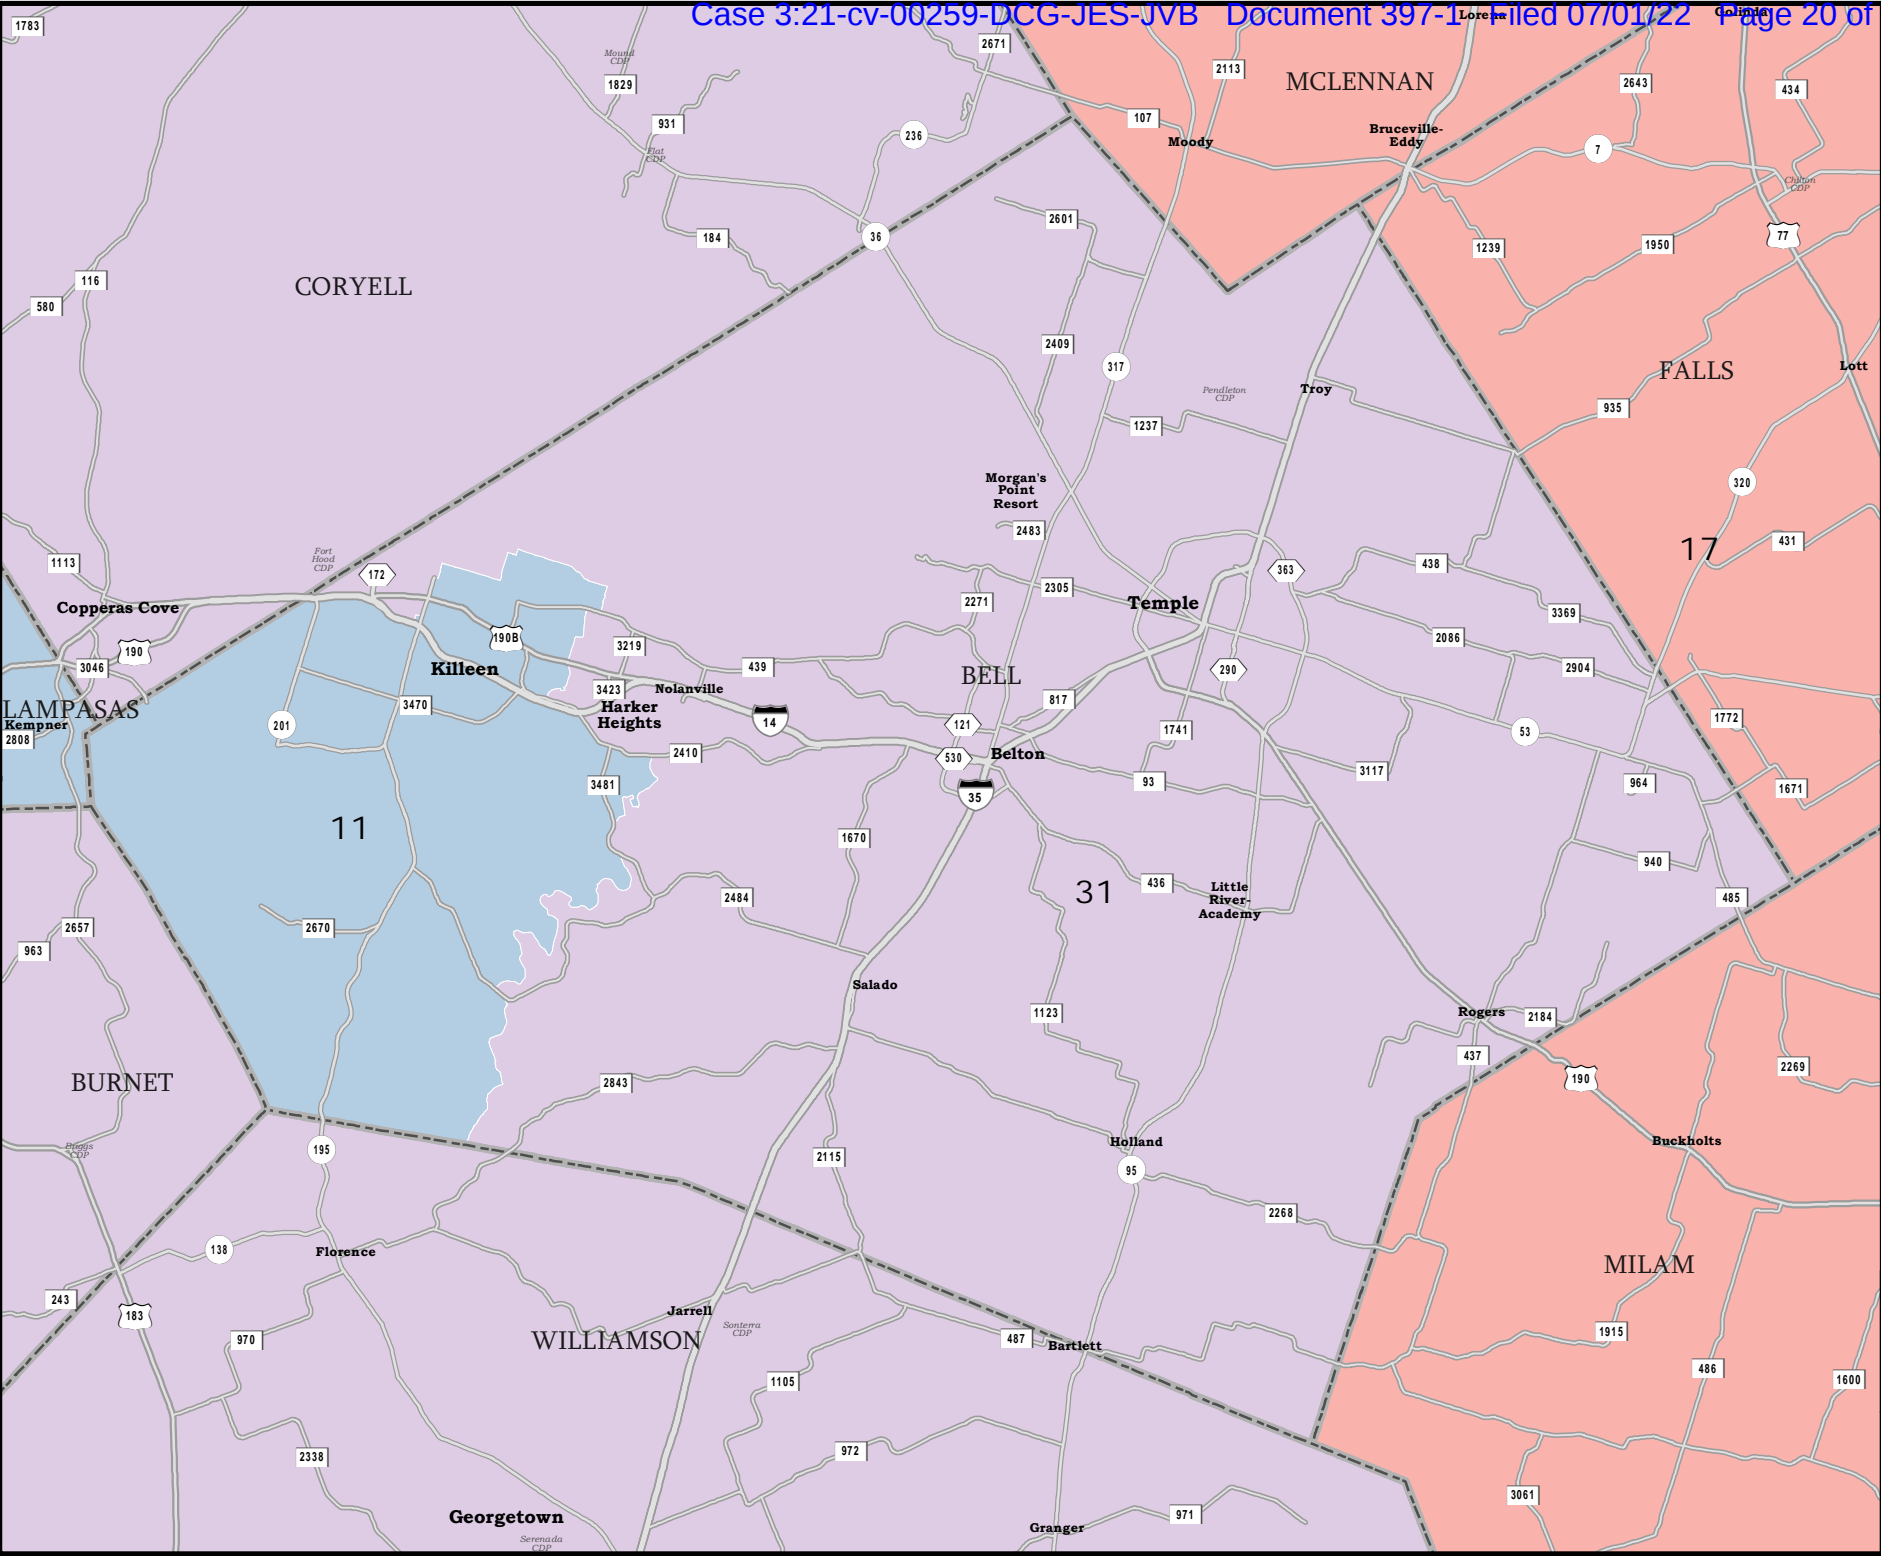 Case 3:21-cv-00259-DCG-JES-JVB Document 397-1 Filed 07/01/22 Page 20 of
Lorena
Golinda
1783
2671
Mound
CDP
1829
2113
MCLENNAN
2643
434
931
107
236
Moody
Bruceville-
Eddy
7
Flat
CDP
Chilton
CDP
184
36
2601
1239
1950
77
116
CORYELL
580
2409
317
FALLS
Lott
Troy
Pendleton
CDP
935
1237
Morgan's
Point
Resort
320
2483
17
431
Fort
Hood
CDP
1113
172
363
438
Copperas Cove
2271
2305
Temple
3369
190
190B
3219
2086
3046
Killeen
439
BELL
290
2904
LAMPASAS
Kempner
2808
201
3470
3423
Harker
Heights
Nolanville
14
121
817
1741
1772
53
530
Belton
2410
3481
35
93
3117
964
1671
11
1670
940
31
436
Little
River-
Academy
2484
485
2657
2670
963
Salado
1123
Rogers
2184
437
BURNET
2843
190
2269
Briggs
CDP
195
2115
Holland
95
Buckholts
2268
138
Florence
MILAM
243
183
Jarrell
Sonterra
CDP
970
WILLIAMSON
487
Bartlett
1915
486
1105
1600
972
2338
3061
Georgetown
971
Serenada
CDP
Granger